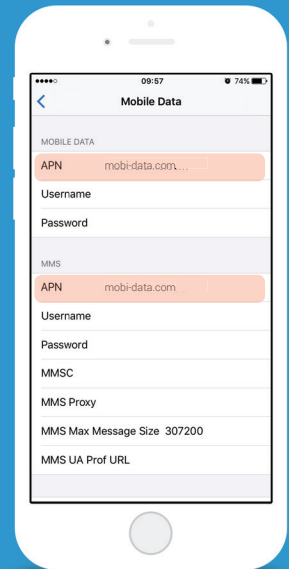 09:57
74%
Mobile Data
MOBILE DATA
APN mobi-data.com....
Username
Password
MMS
APN mobi-data.com
Username
Password
MMSC
MMS Proxy
MMS Max Message Size 307200
MMS UA Prof URL